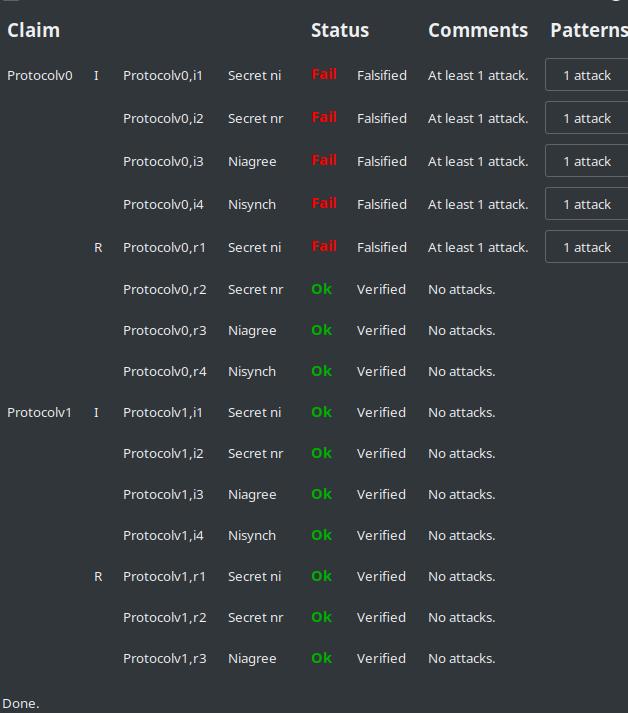 Claim Status Comments Patterns
Protocolv0 I Protocolv0,i1 Secret ni Fail Falsified At least 1 attack. 1 attack
Protocolv0,i2 Secret nr Fail Falsified At least 1 attack. 1 attack
Protocolv0,i3 Niagree Fail Falsified At least 1 attack. 1 attack
Protocolv0,i4 Nisynch Fail Falsified At least 1 attack. 1 attack
R Protocolv0,r1 Secret ni Fail Falsified At least 1 attack. 1 attack
Protocolv0,r2 Secret nr Ok Verified No attacks.
Protocolv0,r3 Niagree Ok Verified No attacks.
Protocolv0,r4 Nisynch Ok Verified No attacks.
Protocolv1 I Protocolv1,i1 Secret ni Ok Verified No attacks.
Protocolv1,i2 Secret nr Ok Verified No attacks.
Protocolv1,i3 Niagree Ok Verified No attacks.
Protocolv1,i4 Nisynch Ok Verified No attacks.
R Protocolv1,r1 Secret ni Ok Verified No attacks.
Protocolv1,r2 Secret nr Ok Verified No attacks.
Protocolv1,r3 Niagree Ok Verified No attacks.
Done.